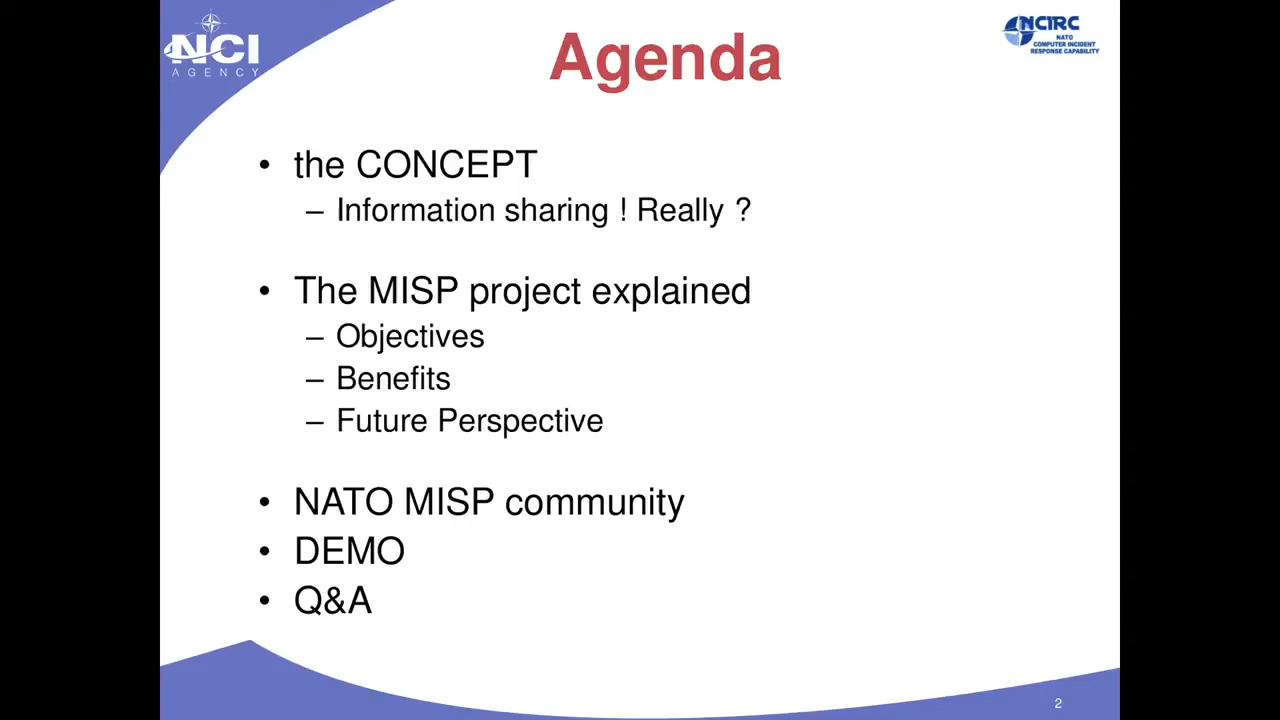 NCI
AGENCY
NCIRC
NATO
COMPUTER INCIDENT
RESPONSE CAPABILITY
Agenda
• the CONCEPT
– Information sharing ! Really ?
• The MISP project explained
– Objectives
– Benefits
– Future Perspective
• NATO MISP community
• DEMO
• Q&A
2